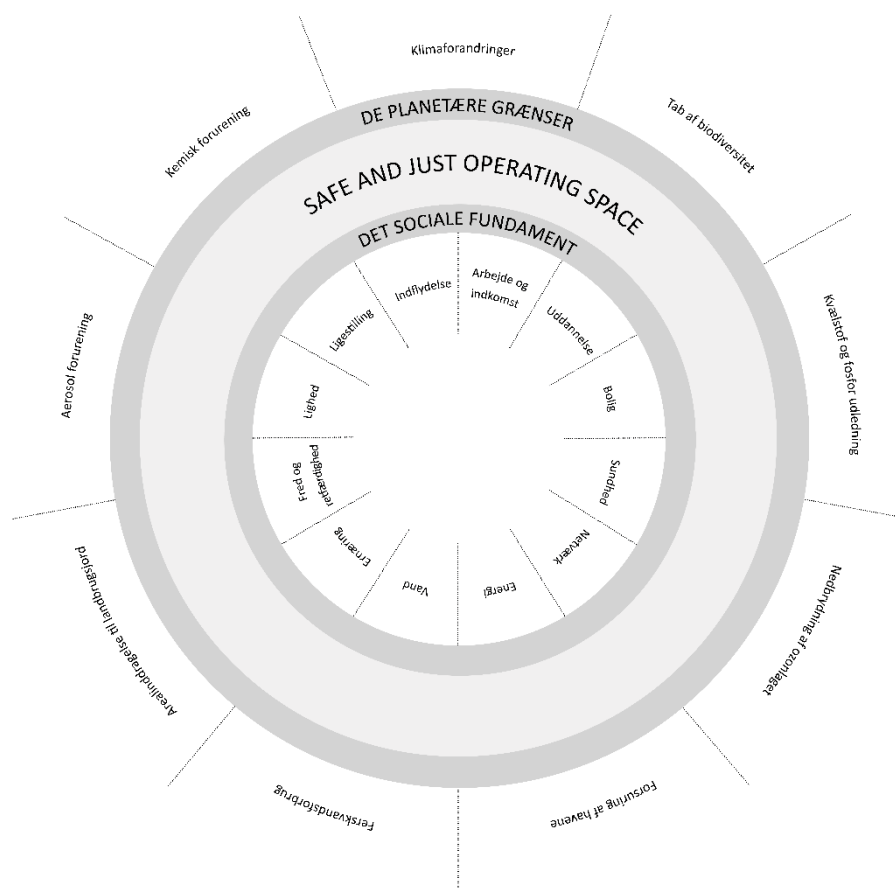 Klimaforandringer
Tab af biodiversitet
Kvælstof og fosfor udledning
Nedbrydning af ozonlaget
Forsuring af havene
Ferskvandsforbrug
Arealinddragelse til landbrugsjord
Aerosol forurening
Kemisk forurening
DE PLANETÆRE GRÆNSER
SAFE AND JUST OPERATING SPACE
DET SOCIALE FUNDAMENT
Arbejde og
indkomst
Uddannelse
Bolig
Sundhed
Netværk
Energi
Vand
Ernæring
Fred og
retfærdighed
Lighed
Ligestilling
Indflydelse